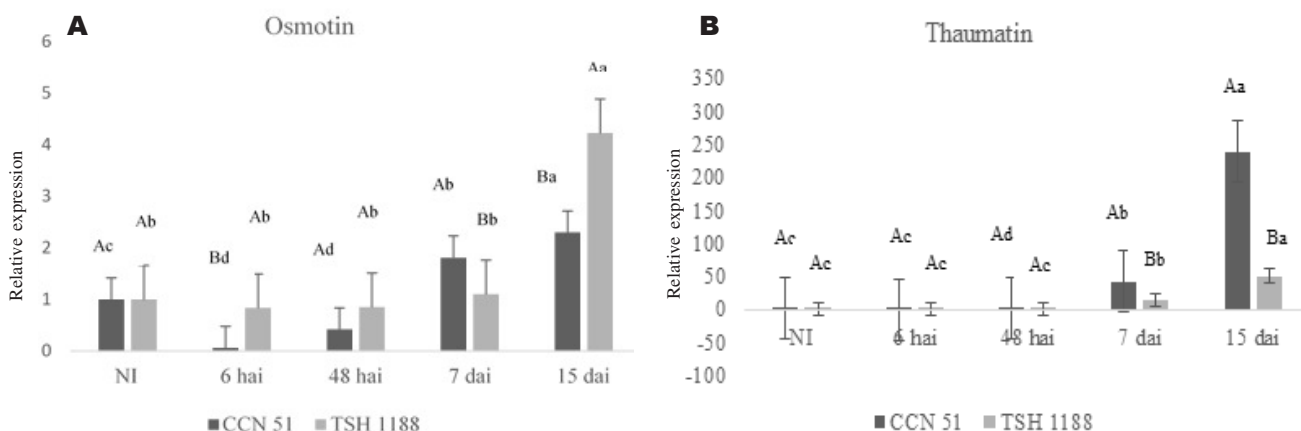 A
Osmotin
Relative expression
6
5
4
3
2
1
0
Ac
Ab
Bd
Ab
Ad
Ab
Ab
Bb
Ba
Aa
NI
6 hai
48 hai
7 dai
15 dai
CCN 51
TSH 1188
B
Thaumatin
Relative expression
350
300
250
200
150
100
50
0
-50
-100
Ac
Ac
Ac
Ac
Ad
Ac
Ab
Bb
Aa
Ba
NI
6 hai
48 hai
7 dai
15 dai
CCN 51
TSH 1188